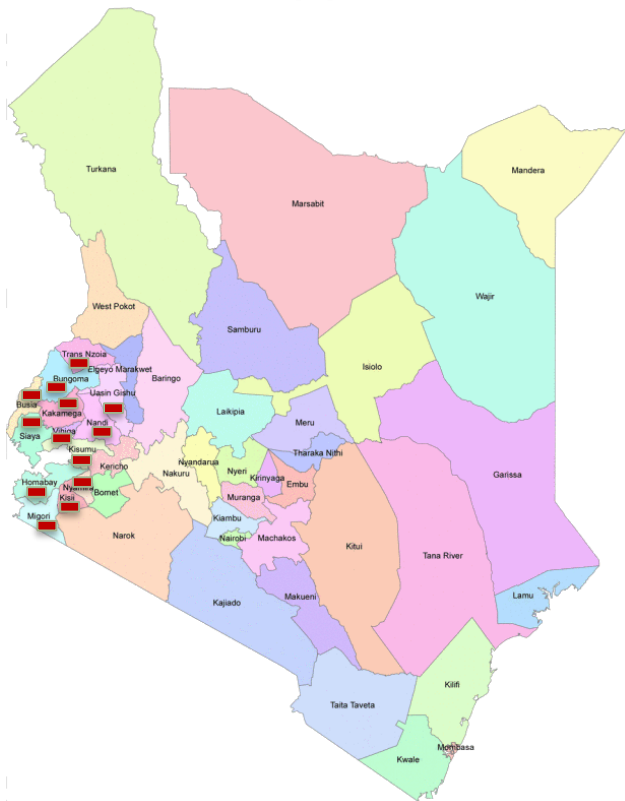 Turkana
Mandera
Marsabit
Wajir
West Pokot
Samburu
Trans Nzoia
Elgeyo Marakwet
Isiolo
Bungoma
Baringo
Uasin Gishu
Busia
Kakamega
Laikipia
Nandi
Meru
Vihiga
Siaya
Kisumu
Tharaka Nithi
Kericho
Nyandarua
Nyeri
Nakuru
Garissa
Kirinyaga
Embu
Homabay
Nyamira
Bomet
Muranga
Kisii
Migori
Kiambu
Narok
Nairobi
Machakos
Kitui
Tana River
Lamu
Kajiado
Makueni
Kilifi
Taita Taveta
Mombasa
Kwale